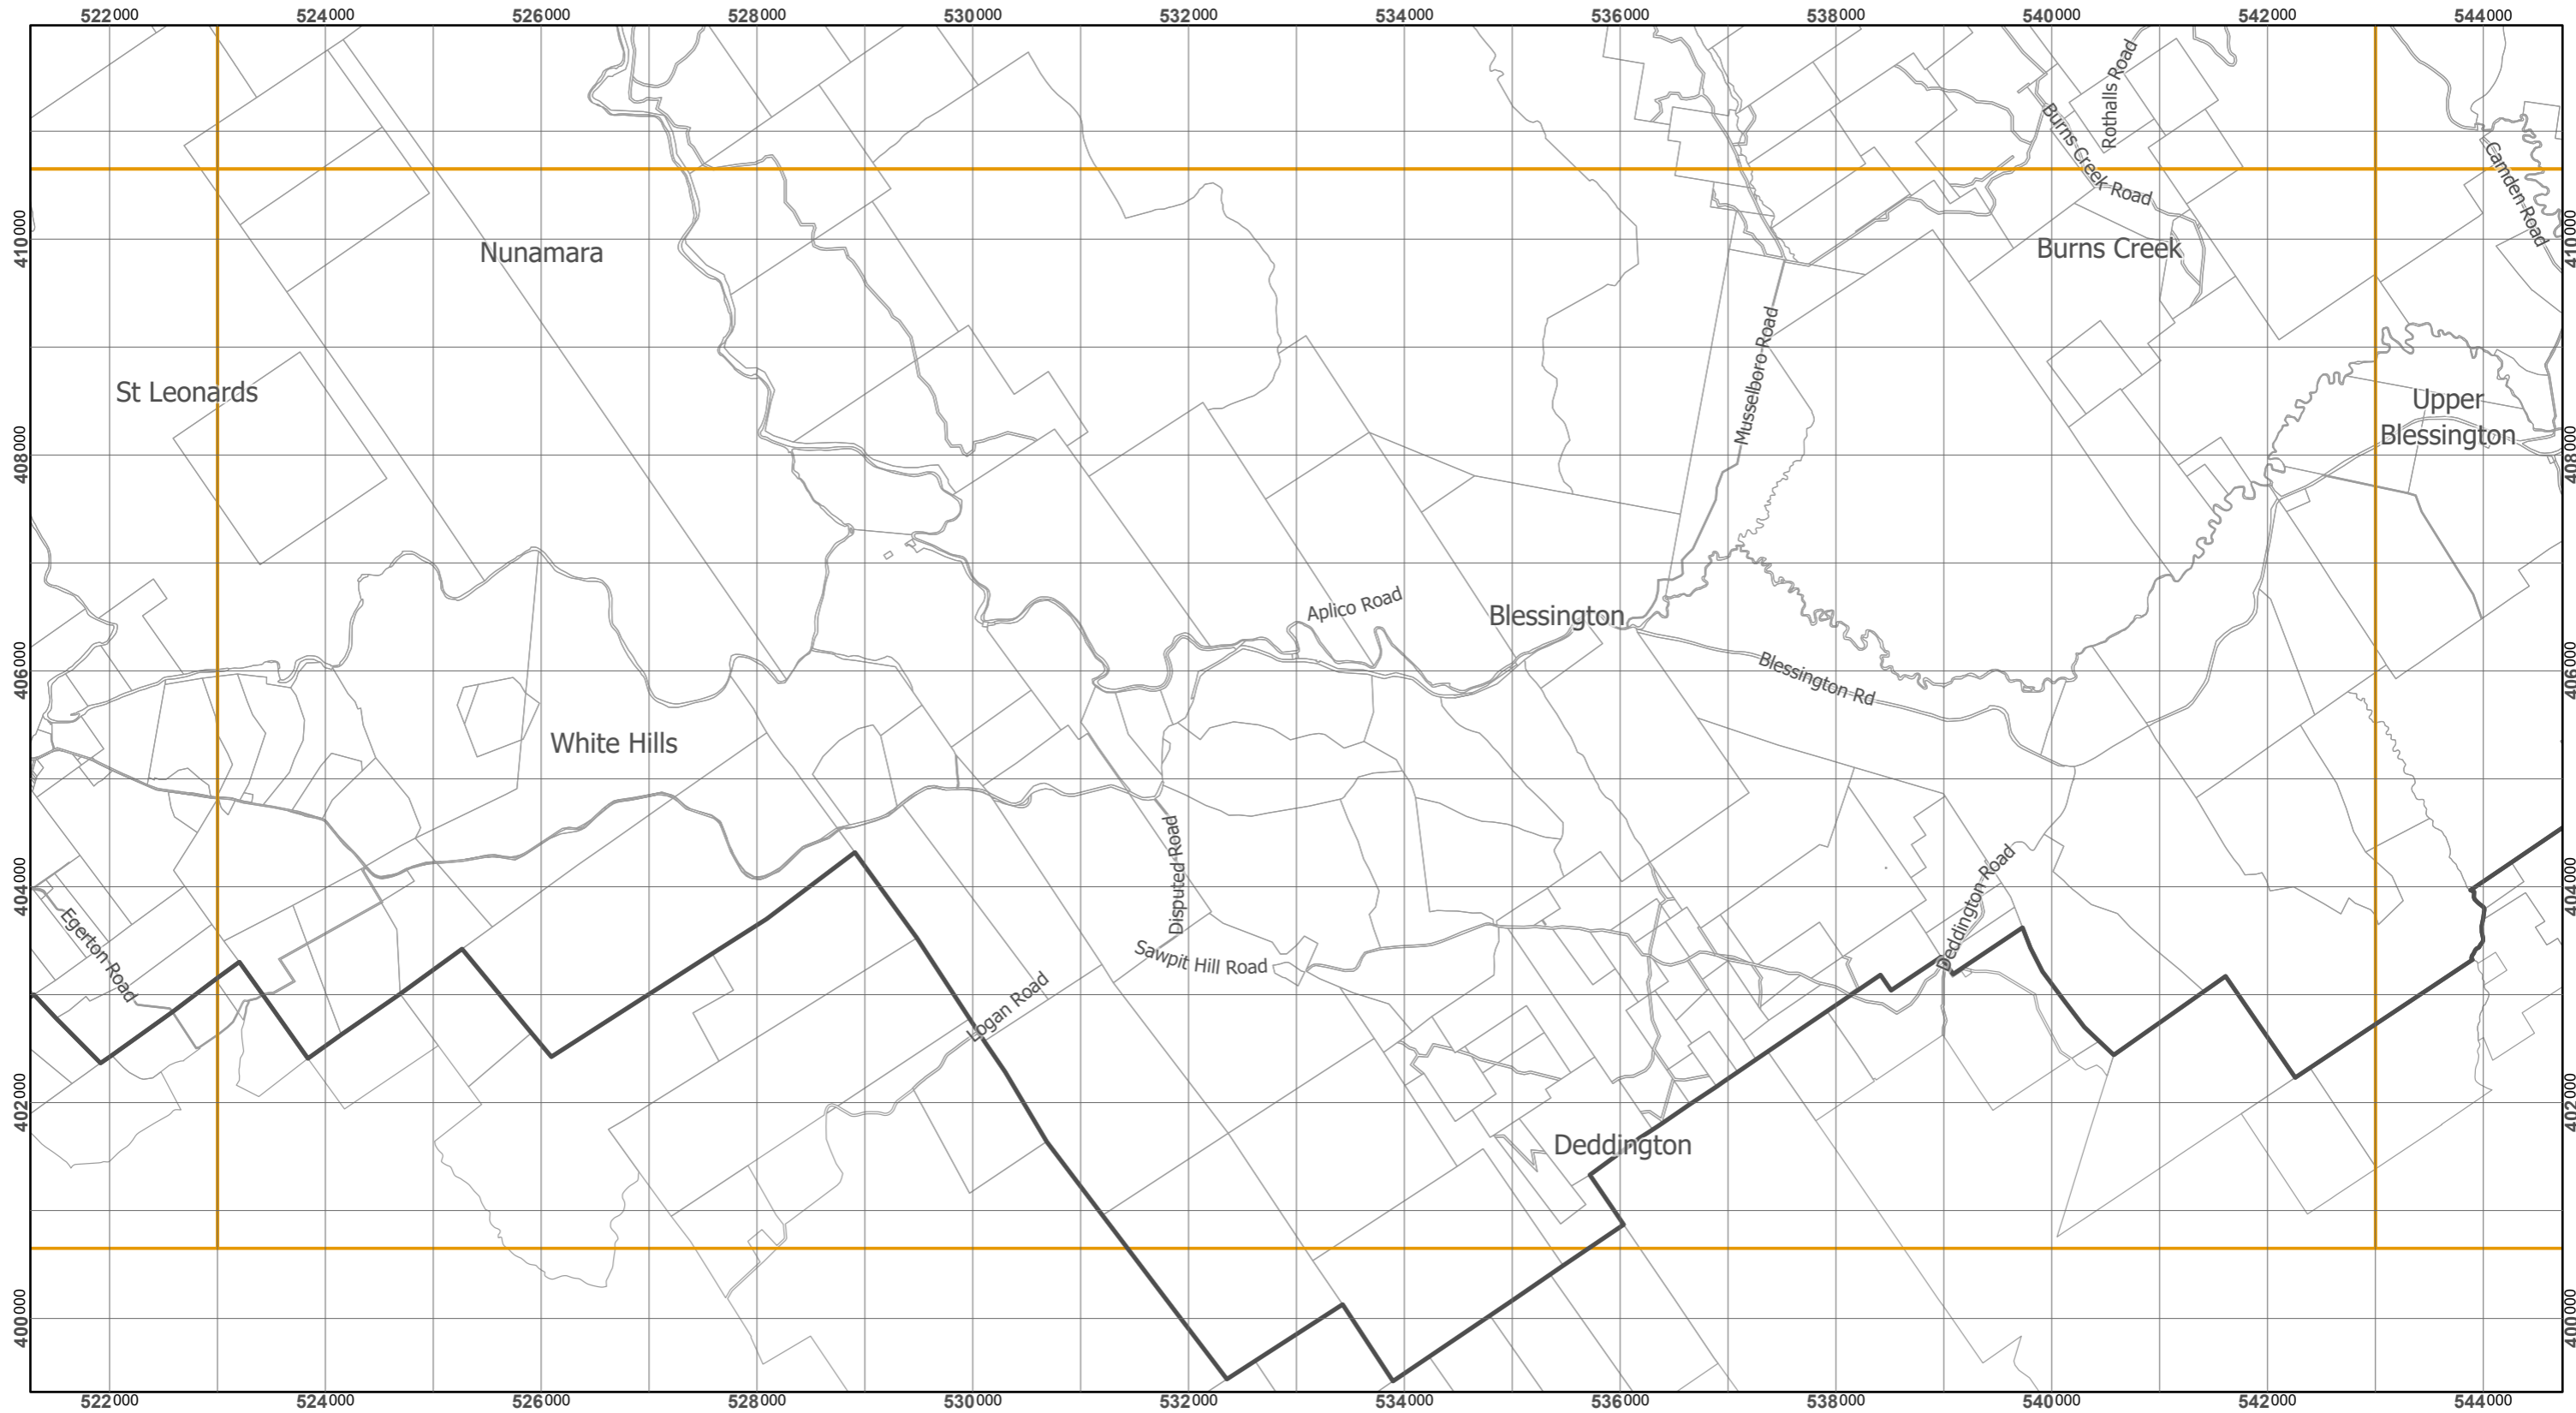 522000 524000 526000 528000 530000 532000 534000 536000 538000 540000 542000 544000
Rothalls Road
Burns Creek Road
Camden Road
410000
Nunamara
Burns Creek
410000
Musselboro Road
St Leonards
Upper
Blessington
408000
408000
Aplico Road
Blessington
406000
Blessington Rd
406000
White Hills
Disputed Road
404000
Deddington Road
404000
Egerton Road
Sawpit Hill Road
Logan Road
402000
402000
Deddington
400000
400000
522000 524000 526000 528000 530000 532000 534000 536000 538000 540000 542000 544000